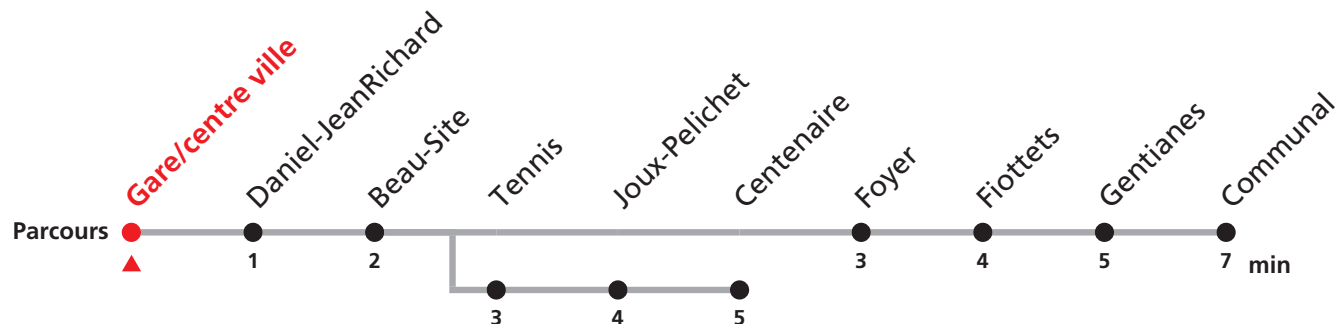 Gare/centre ville
Daniel-JeanRichard
Beau-Site
Tennis
Joux-Pelichet
Centenaire
Foyer
Fiottets
Gentianes
Communal
Parcours
1 2 3 4 5 7 min
3 4 5